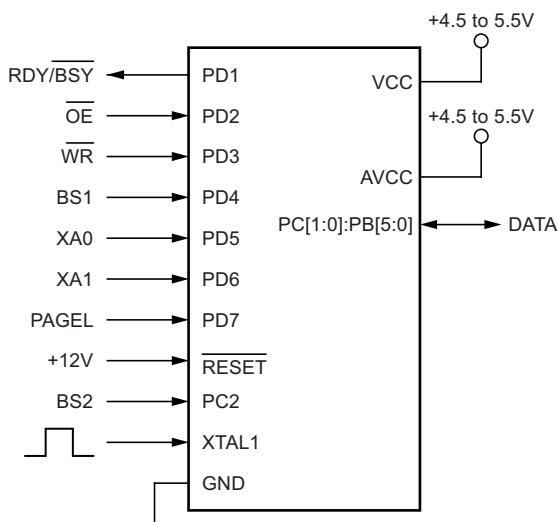 +4.5 to 5.5V
RDY/BSY PD1 VCC
OE PD2
+4.5 to 5.5V
WR PD3
AVCC
BS1 PD4
PC[1:0]:PB[5:0] DATA
XA0 PD5
XA1 PD6
PAGEL PD7
+12V RESET
BS2 PC2
XTAL1
GND